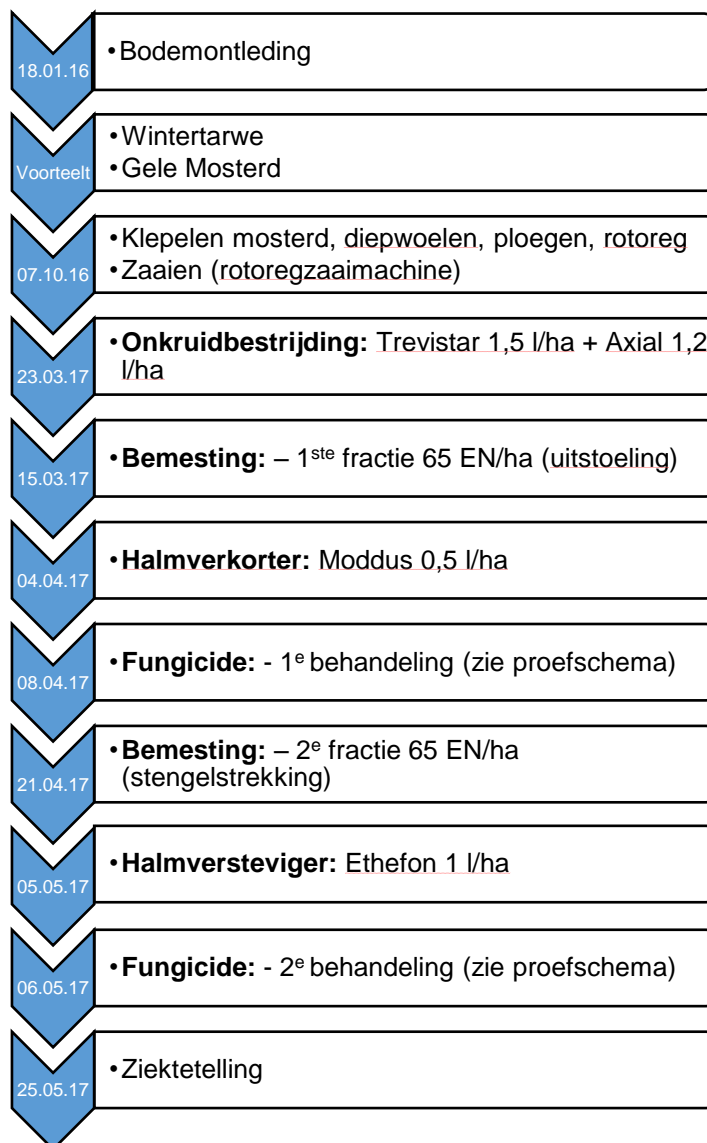 18.01.16
•Bodemontleding
Voorteelt
•Wintertarwe
•Gele Mosterd
07.10.16
•Klepelen mosterd, diepwoelen, ploegen, rotoreg
•Zaaien (rotoregzaaimachine)
23.03.17
•Onkruidbestrijding: Trevistar 1,5 l/ha + Axial 1,2
l/ha
15.03.17
•Bemesting: – 1ste fractie 65 EN/ha (uitstoeling)
04.04.17
•Halmverkorter: Moddus 0,5 l/ha
08.04.17
•Fungicide: - 1e behandeling (zie proefschema)
21.04.17
•Bemesting: – 2e fractie 65 EN/ha
(stengelstrekking)
05.05.17
•Halmversteviger: Ethefon 1 l/ha
06.05.17
•Fungicide: - 2e behandeling (zie proefschema)
25.05.17
•Ziektetelling